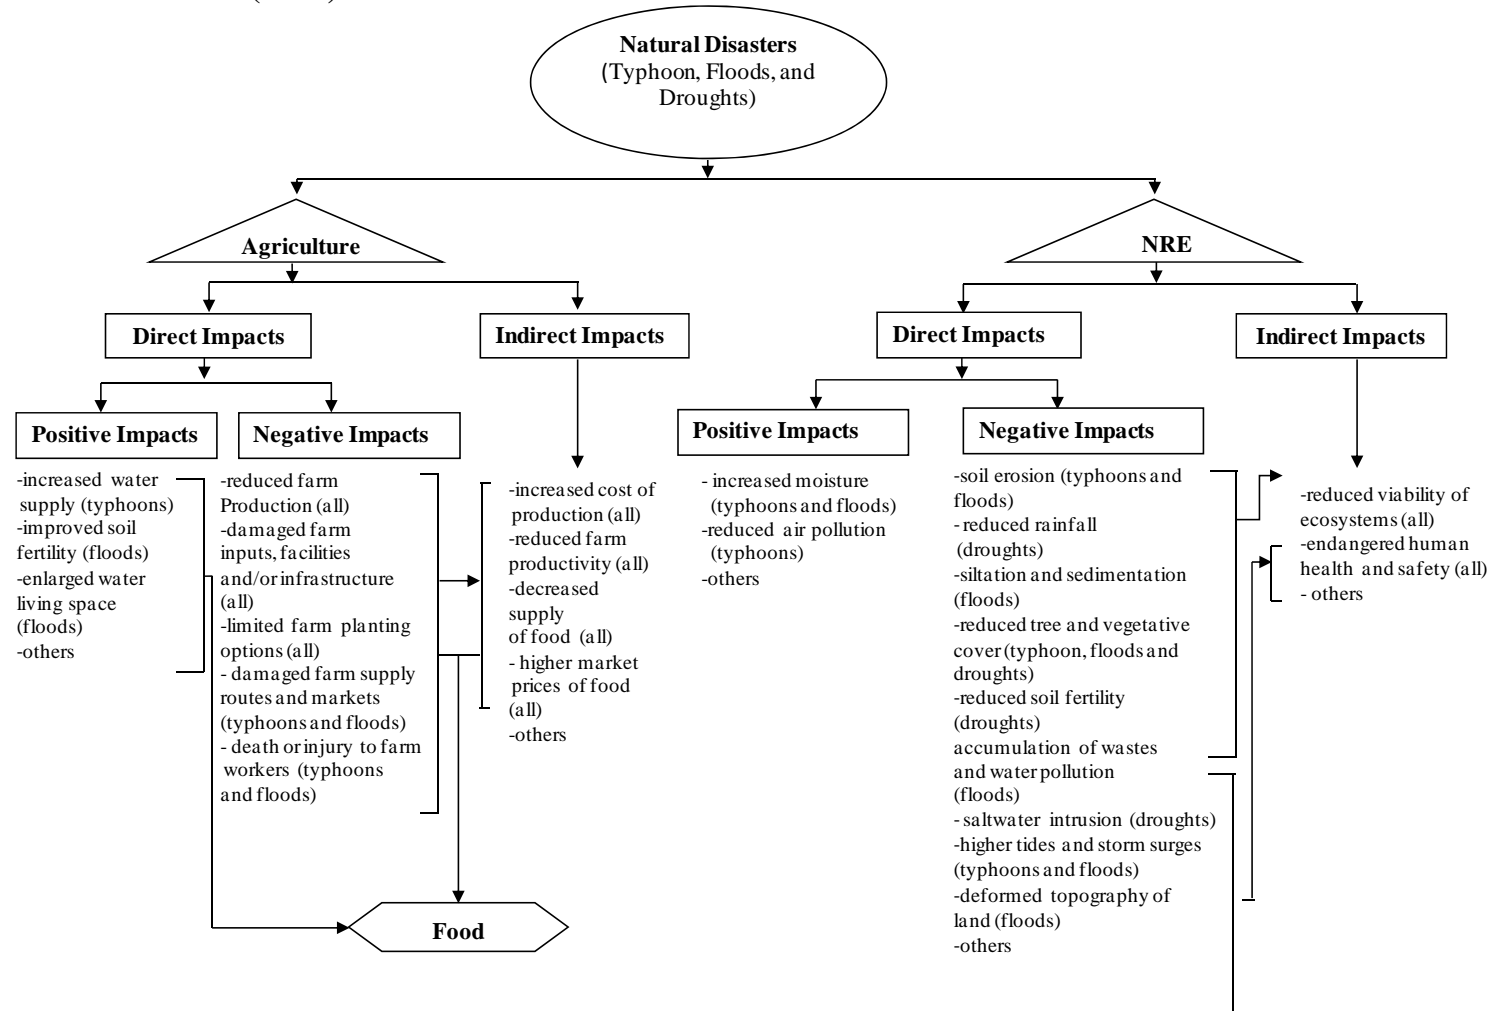 Natural Disasters
(Typhoon, Floods, and
Droughts)
Agriculture
NRE
Direct Impacts
Indirect Impacts
Direct Impacts
Indirect Impacts
Positive Impacts
Negative Impacts
Positive Impacts
Negative Impacts
-increased water
supply (typhoons)
-improved soil
fertility (floods)
-enlarged water
living space
(floods)
-others
-reduced farm
Production (all)
-damaged farm
inputs, facilities
and/or infrastructure
(all)
-limited farm planting
options (all)
- damaged farm supply
routes and markets
(typhoons and floods)
- death or injury to farm
workers (typhoons
and floods)
-increased cost of
production (all)
-reduced farm
productivity (all)
-decreased
supply
of food (all)
- higher market
prices of food
(all)
-others
- increased moisture
(typhoons and floods)
-reduced air pollution
(typhoons)
-others
-soil erosion (typhoons and
floods)
- reduced rainfall
(droughts)
-siltation and sedimentation
(floods)
-reduced tree and vegetative
cover (typhoon, floods and
droughts)
-reduced soil fertility
(droughts)
accumulation of wastes
and water pollution
(floods)
- saltwater intrusion (droughts)
-higher tides and storm surges
(typhoons and floods)
-deformed topography of
land (floods)
-others
-reduced viability of
ecosystems (all)
-endangered human
health and safety (all)
- others
Food